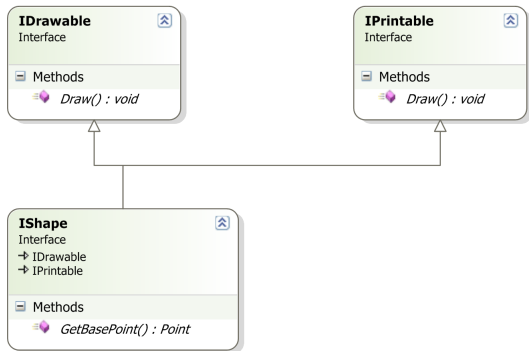 IDrawable
Interface
Methods
Draw() : void
IPrintable
Interface
Methods
Draw() : void
IShape
Interface
IDrawable
IPrintable
Methods
GetBasePoint() : Point